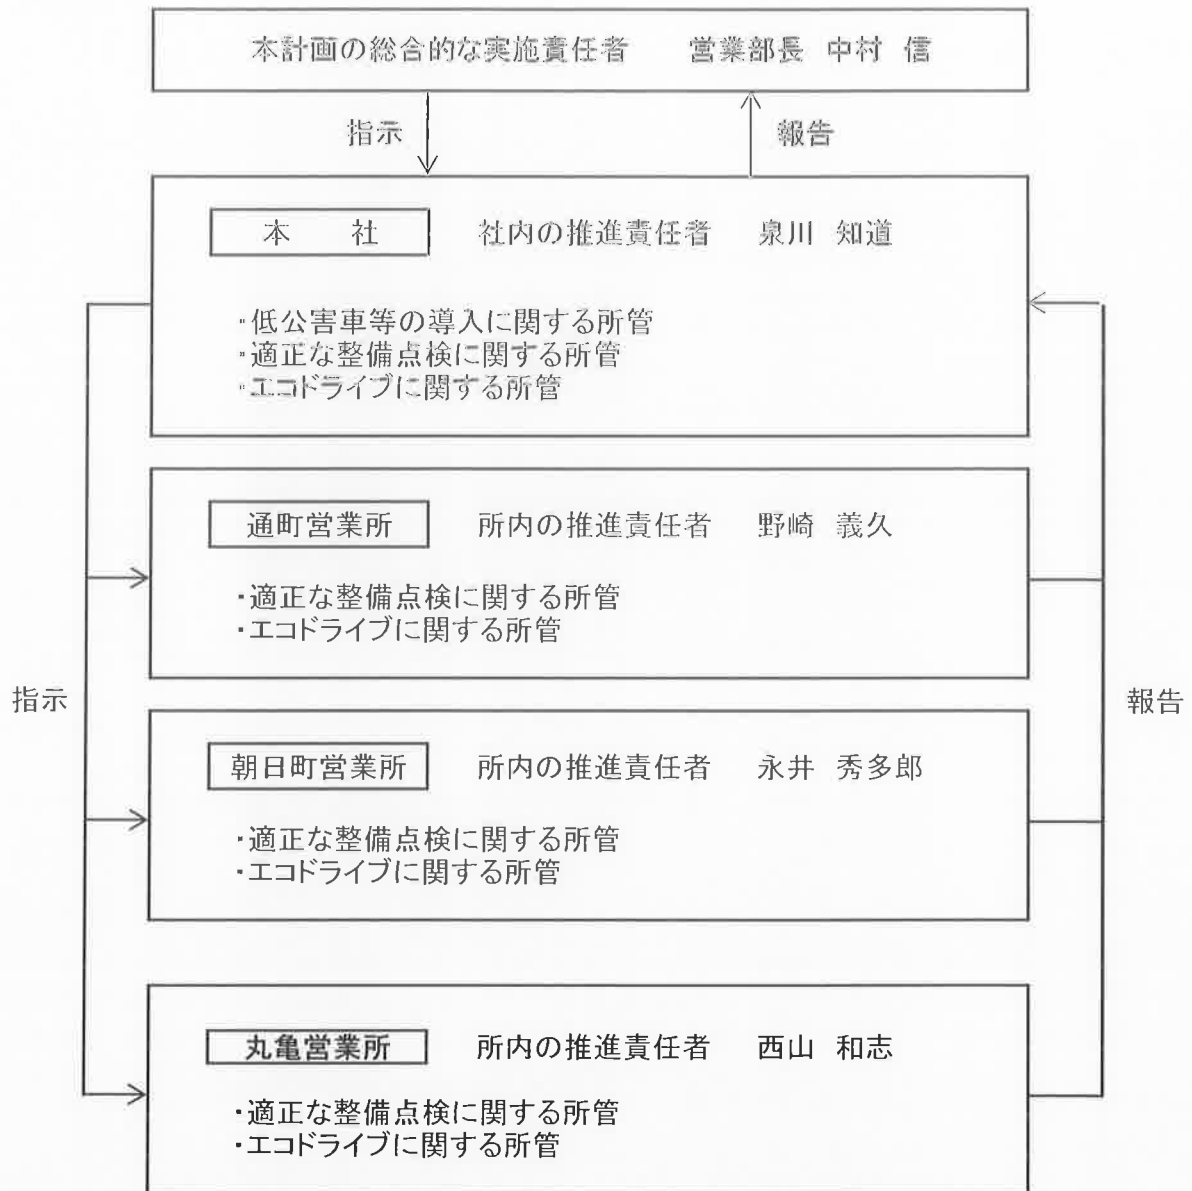 本計画の総合的な実施責任者 営業部長 中村 信
指示
報告
本 社 社内の推進責任者 泉川 知道
・低公害車等の導入に関する所管
・適正な整備点検に関する所管
・エコドライブに関する所管
通町営業所 所内の推進責任者 野崎 義久
・適正な整備点検に関する所管
・エコドライブに関する所管
指示
報告
朝日町営業所 所内の推進責任者 永井 秀多郎
・適正な整備点検に関する所管
・エコドライブに関する所管
丸亀営業所 所内の推進責任者 西山 和志
・適正な整備点検に関する所管
・エコドライブに関する所管